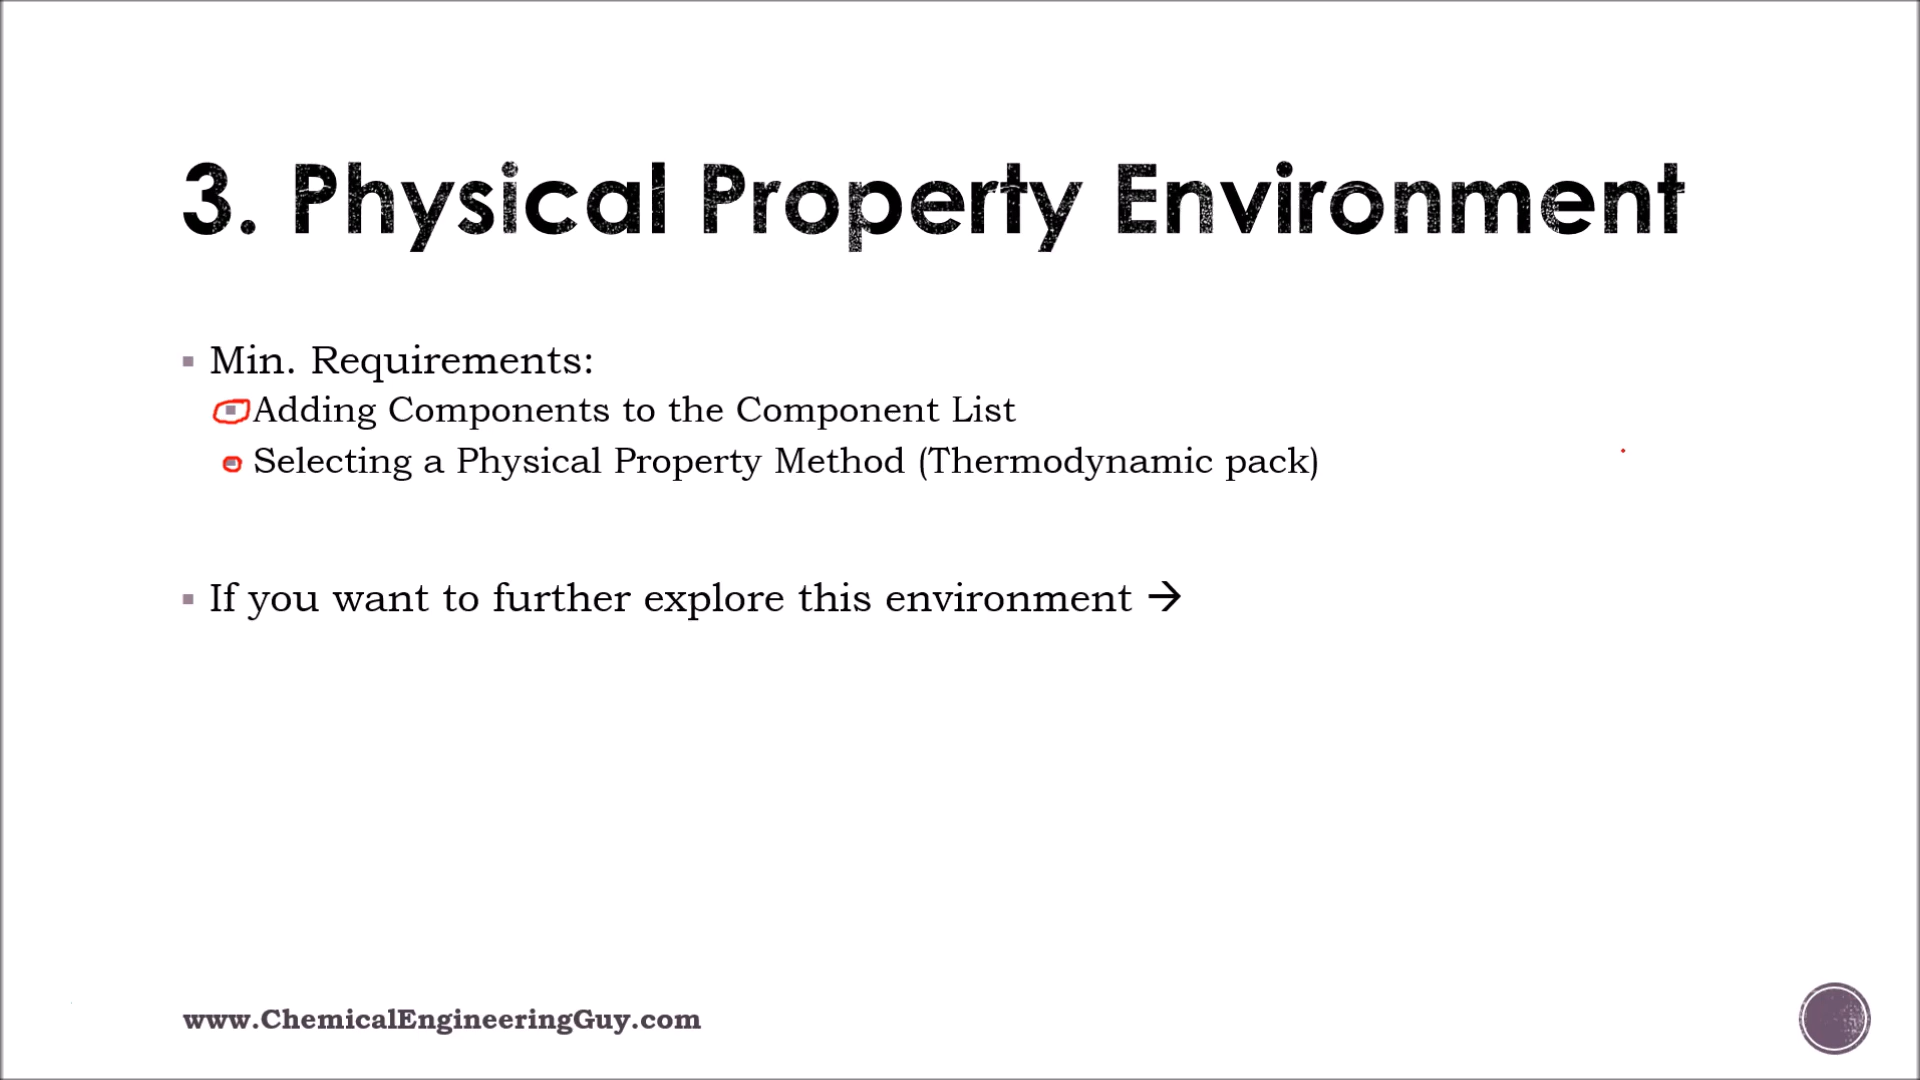 3. Physical Property Environment
Min. Requirements:
Adding Components to the Component List
Selecting a Physical Property Method (Thermodynamic pack)
If you want to further explore this environment →
www.ChemicalEngineeringGuy.com